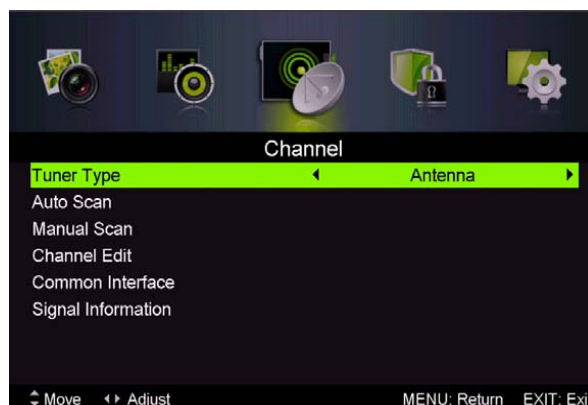 Channel
Tuner Type Antenna
Auto Scan
Manual Scan
Channel Edit
Common Interface
Signal Information
Move Adjust MENU: Return EXIT: Exi